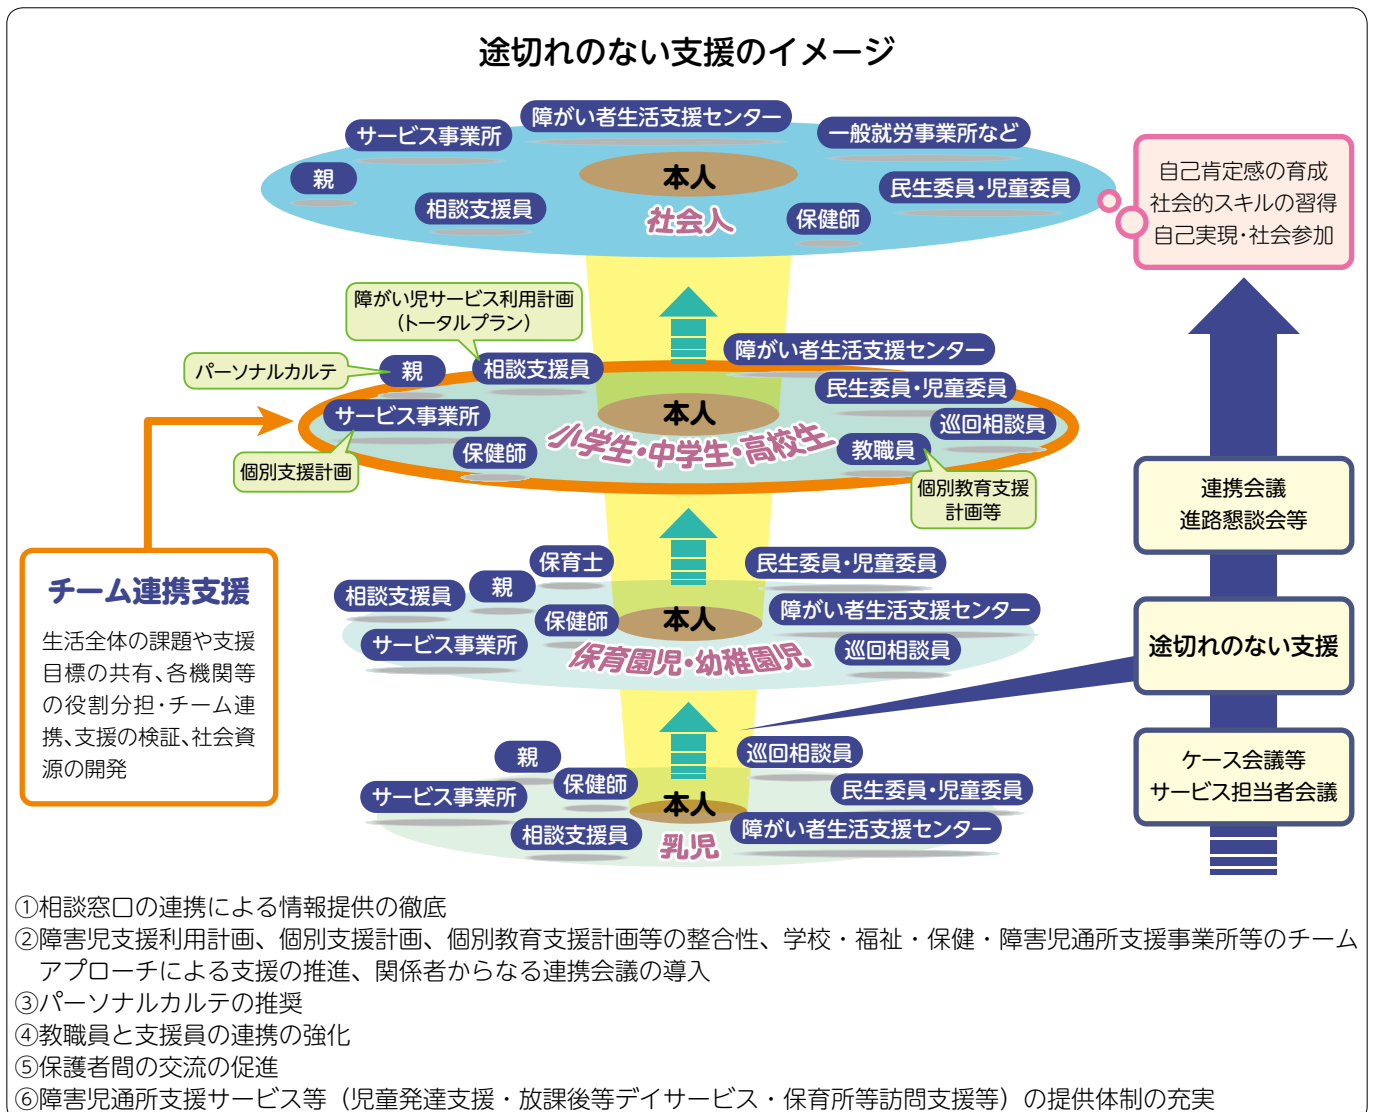 途切れのない支援のイメージ
サービス事業所
障がい者生活支援センター
一般就労事業所など
親
本人
民生委員・児童委員
相談支援員
社会人
保健師
自己肯定感の育成
社会的スキルの習得
自己実現・社会参加
障がい児サービス利用計画
（トータルプラン）
パーソナルカルテ
親
相談支援員
障がい者生活支援センター
民生委員・児童委員
サービス事業所
本人
巡回相談員
保健師
小学生・中学生・高校生
教職員
個別支援計画
個別教育支援
計画等
連携会議
進路懇談会等
チーム連携支援
生活全体の課題や支援
目標の共有、各機関等
の役割分担・チーム連
携、支援の検証、社会資
源の開発
保育士
民生委員・児童委員
相談支援員
親
保健師
本人
障がい者生活支援センター
サービス事業所
保育園児・幼稚園児
巡回相談員
途切れのない支援
親
巡回相談員
サービス事業所
保健師
本人
民生委員・児童委員
相談支援員
乳児
障がい者生活支援センター
ケース会議等
サービス担当者会議
①相談窓口の連携による情報提供の徹底
②障害児支援利用計画、個別支援計画、個別教育支援計画等の整合性、学校・福祉・保健・障害児通所支援事業所等のチーム
アプローチによる支援の推進、関係者からなる連携会議の導入
③パーソナルカルテの推奨
④教職員と支援員の連携の強化
⑤保護者間の交流の促進
⑥障害児通所支援サービス等（児童発達支援・放課後等デイサービス・保育所等訪問支援等）の提供体制の充実